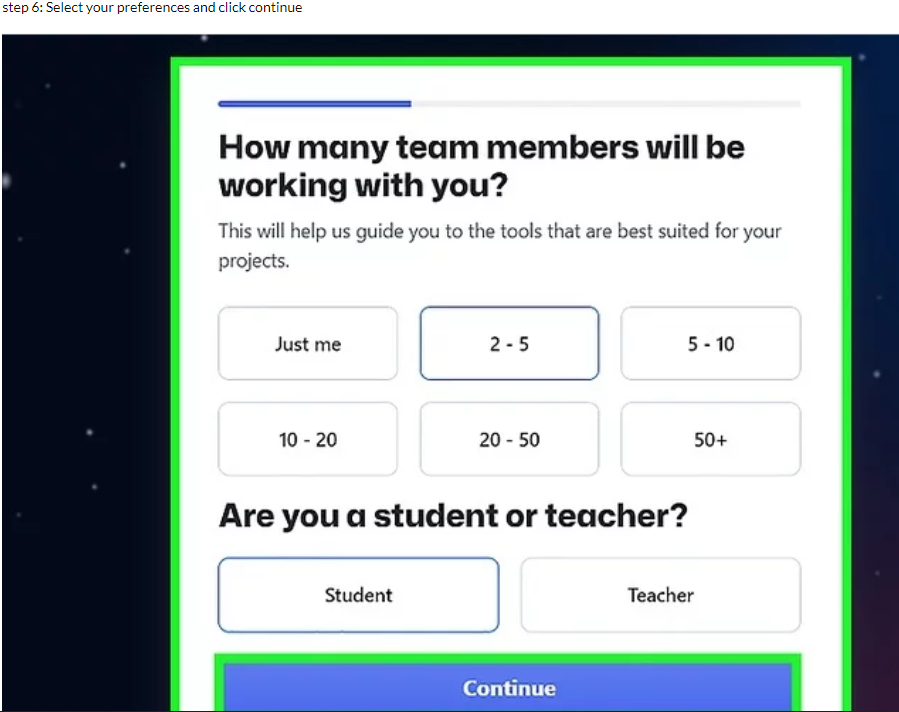 step 6: Select your preferences and click continue
How many team members will be
working with you?
This will help us guide you to the tools that are best suited for your
projects.
Just me
2 - 5
5 - 10
10 - 20
20 - 50
50+
Are you a student or teacher?
Student
Teacher
Continue